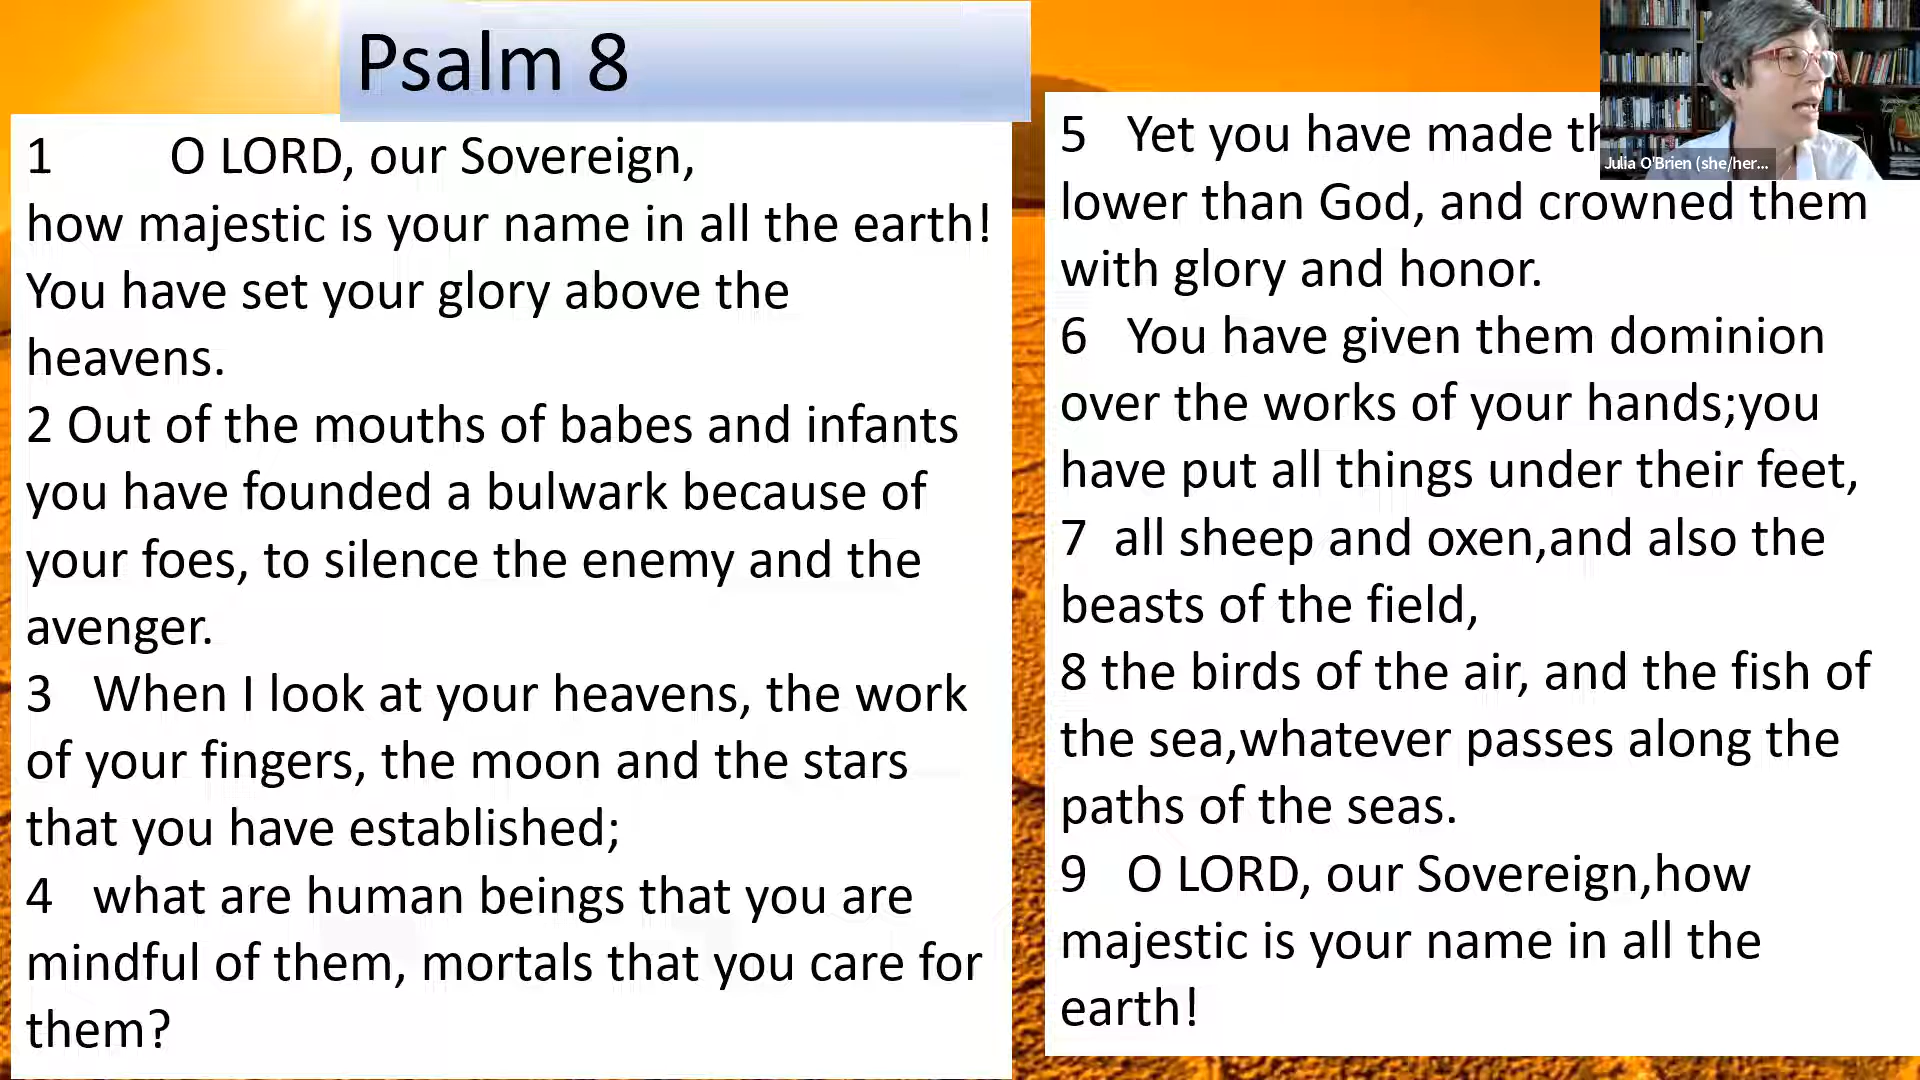 Psalm 8
1 O LORD, our Sovereign,
how majestic is your name in all the earth!
You have set your glory above the
heavens.
2 Out of the mouths of babes and infants
you have founded a bulwark because of
your foes, to silence the enemy and the
avenger.
3 When I look at your heavens, the work
of your fingers, the moon and the stars
that you have established;
4 what are human beings that you are
mindful of them, mortals that you care for
them?
5 Yet you have made
lower than God, and crowned them
with glory and honor.
6 You have given them dominion
over the works of your hands;you
have put all things under their feet,
7 all sheep and oxen,and also the
beasts of the field,
8 the birds of the air, and the fish of
the sea,whatever passes along the
paths of the seas.
9 O LORD, our Sovereign,how
majestic is your name in all the
earth!
Julia O'Brien (she/her...